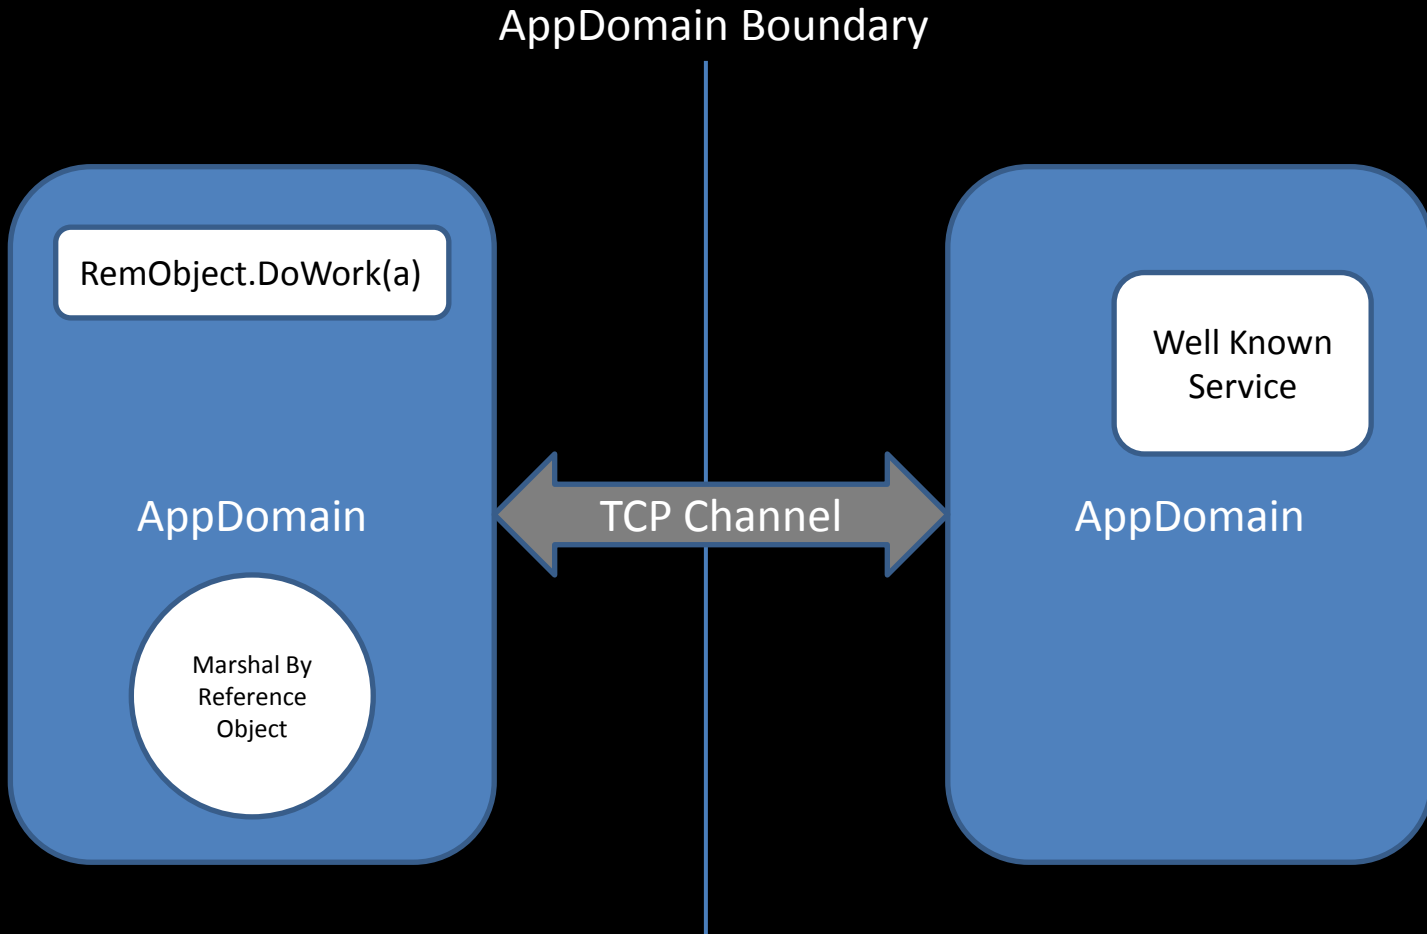 AppDomain Boundary
RemObject.DoWork(a)
Well Known
Service
AppDomain
TCP Channel
AppDomain
Marshal By
Reference
Object